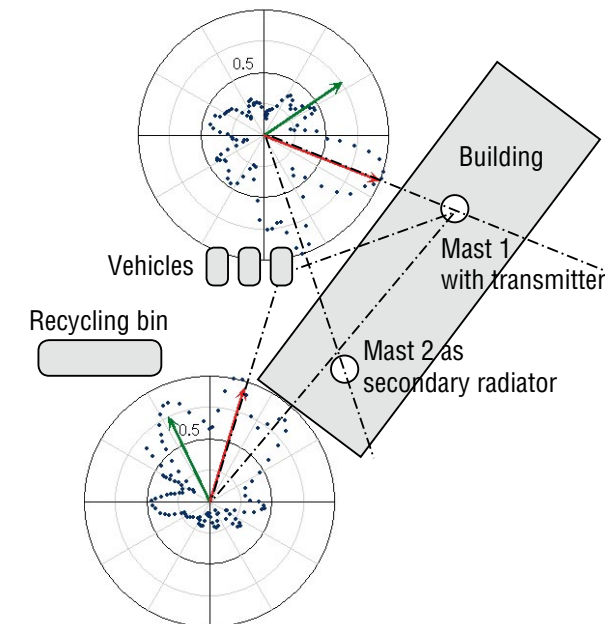 0.5
Building
Mast 1
with transmitter
Vehicles
Recycling bin
Mast 2 as
secondary radiator
0.5